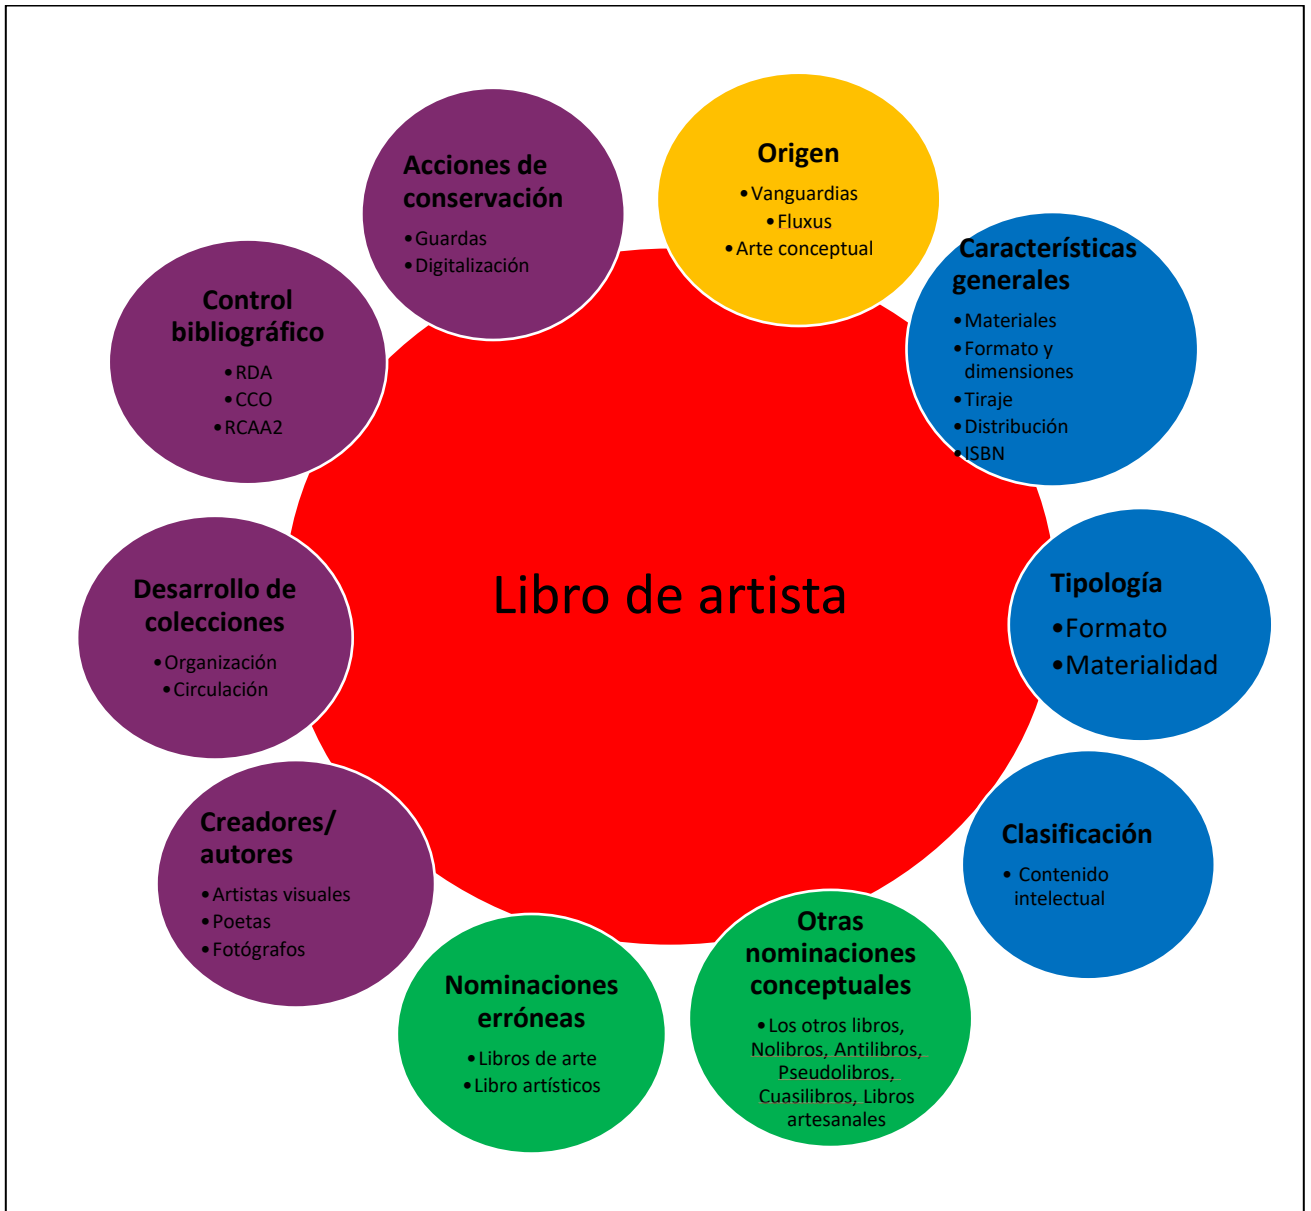 Origen
•Vanguardias
•Fluxus
•Arte conceptual
Característísticas
generales
•Materiales
•Formato y
dimensiones
•Tiraje
•Distribución
•ISBN
Tipología
•Formato
•Materialidad
Clasificación
• Contenido
intelectual
Otras
nominaciones
conceptuales
•Los otros libros,
Nolibros, Antilibros,
Pseudolibros,
Cuasilibros, Libros
artesanales
Nominaciones
erróneas
•Libros de arte
•Libro artísticos
Creadores/
autores
•Artistas visuales
•Poetas
•Fotógrafos
Desarrollo de
colecciones
•Organización
•Circulación
Control
bibliográfico
•RDA
•CCO
•RCAA2
Acciones de
conservación
•Guardas
•Digitalización
Libro de artista